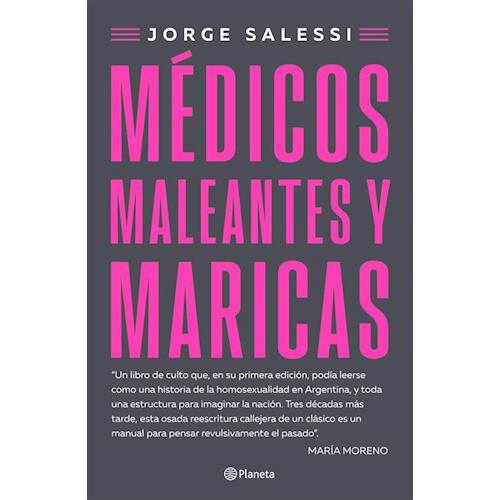 JORGE SALESSI
MÉDICOS
MALEANTES Y
MARICAS
"Un libro de culto que, en su primera edición, podía leerse
como una historia de la homosexualidad en Argentina, y toda
una estructura para imaginar la nación. Tres décadas más
tarde, esta osada reescritura callejera de un clásico es un
manual para pensar revulsivamente el pasado".
MARÍA MORENO
Planeta